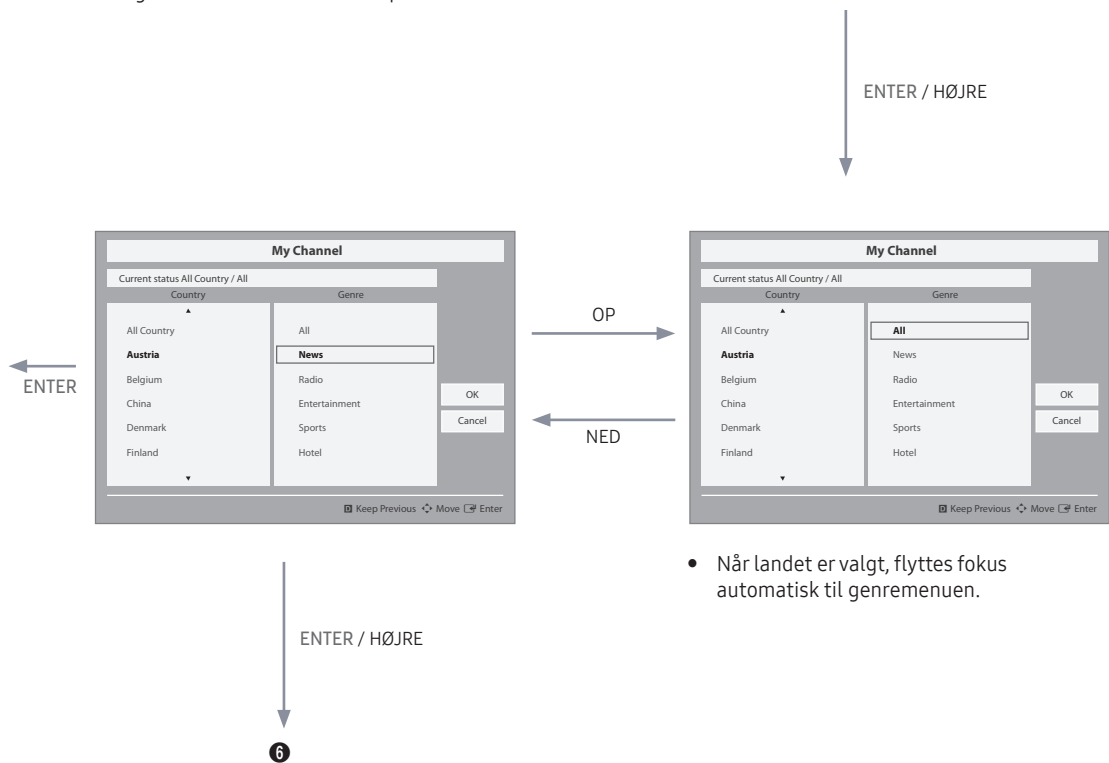 ENTER / HØJRE
My Channel
Current status All Country / All
Country Genre
All Country All
Austria News
Belgium Radio
China Entertainment
Denmark Sports
Finland Hotel
OK
Cancel
D Keep Previous Move Enter
ENTER
OP
NED
My Channel
Current status All Country / All
Country Genre
All Country All
Austria News
Belgium Radio
China Entertainment
Denmark Sports
Finland Hotel
OK
Cancel
D Keep Previous Move Enter
• Når landet er valgt, flyttes fokus
automatisk til genremenuen.
ENTER / HØJRE
❻